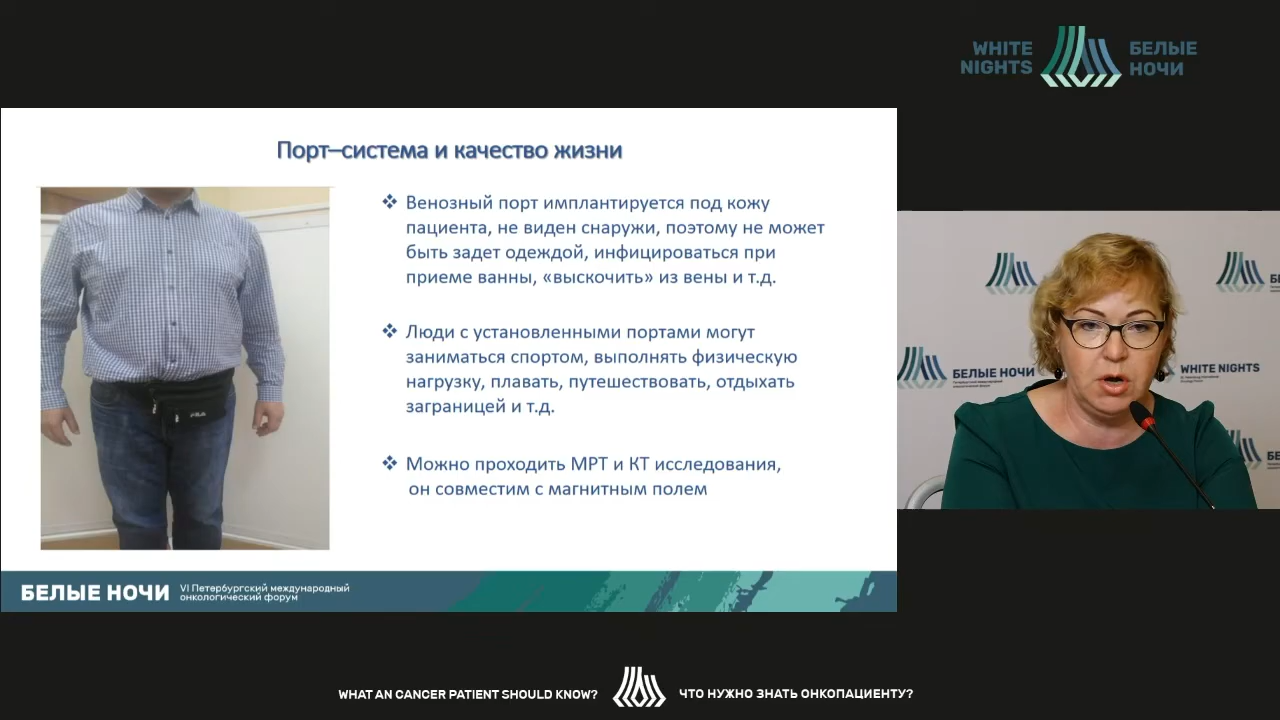 WHITE
NIGHTS
БЕЛЫЕ
НОЧИ
Порт–система и качество жизни
❖ Венозный порт имплантируется под кожу
пациента, не виден снаружи, поэтому не может
быть задет одеждой, инфицироваться при
приеме ванны, «выскочить» из вены и т.д.
❖ Люди с установленными портами могут
заниматься спортом, выполнять физическую
нагрузку, плавать, путешествовать, отдыхать
заграницей и т.д.
❖ Можно проходить МРТ и КТ исследования,
он совместим с магнитным полем
БЕЛЫЕ НОЧИ
VI Петербургский международный
онкологический форум
БЕЛЫЕ НОЧИ
WHITE NIGHTS
WHAT AN CANCER PATIENT SHOULD KNOW?
ЧТО НУЖНО ЗНАТЬ ОНКОПАЦИЕНТУ?